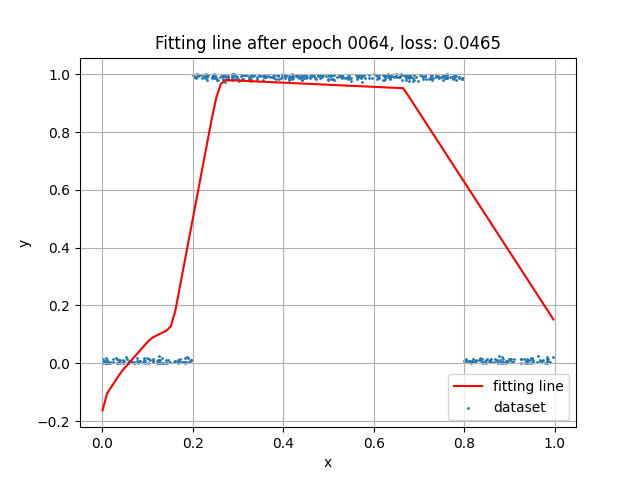 Fitting line after epoch 0064, loss: 0.0465
y
1.0
0.8
0.6
0.4
0.2
0.0
−0.2
0.0 0.2 0.4 0.6 0.8 1.0
x
fitting line
dataset